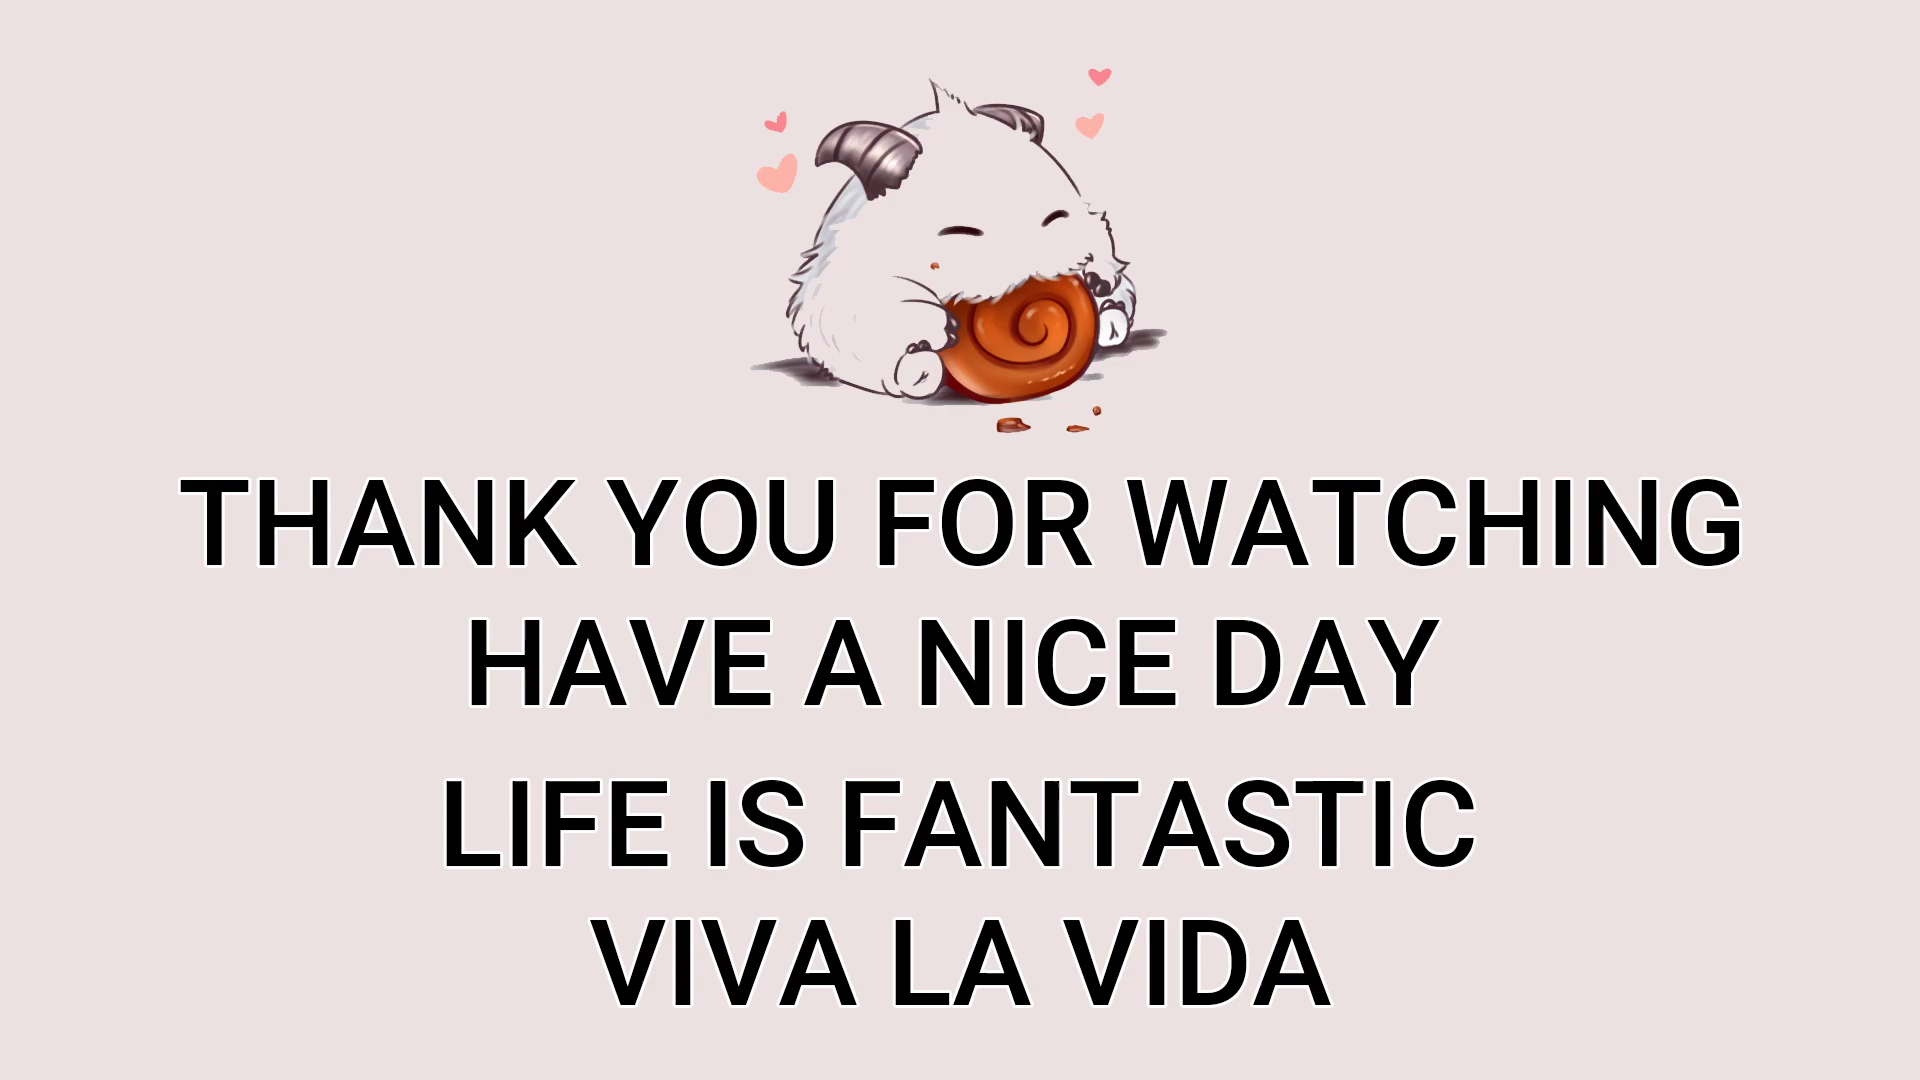 THANK YOU FOR WATCHING
HAVE A NICE DAY
LIFE IS FANTASTIC
VIVA LA VIDA